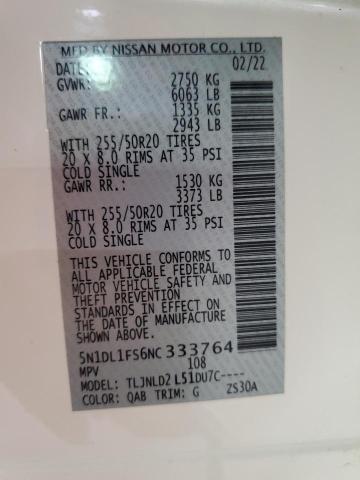 MFD BY NISSAN MOTOR CO., LTD.
DATE: 02/22
GVWR: 2750 KG
6063 LB
GAWR FR.: 1335 KG
2943 LB
WITH 255/50R20 TIRES
20 X 8.0 RIMS AT 35 PSI
COLD SINGLE
GAWR RR.: 1530 KG
3373 LB
WITH 255/50R20 TIRES
20 X 8.0 RIMS AT 35 PSI
COLD SINGLE
THIS VEHICLE CONFORMS TO
ALL APPLICABLE FEDERAL
MOTOR VEHICLE SAFETY AND
THEFT PREVENTION
STANDARDS IN EFFECT ON
THE DATE OF MANUFACTURE
SHOWN ABOVE.
5N1DL1FS6NC333764
MPV 108
MODEL: TLJNLD2 L51DU7C----
COLOR: QAB TRIM: G ZS30A